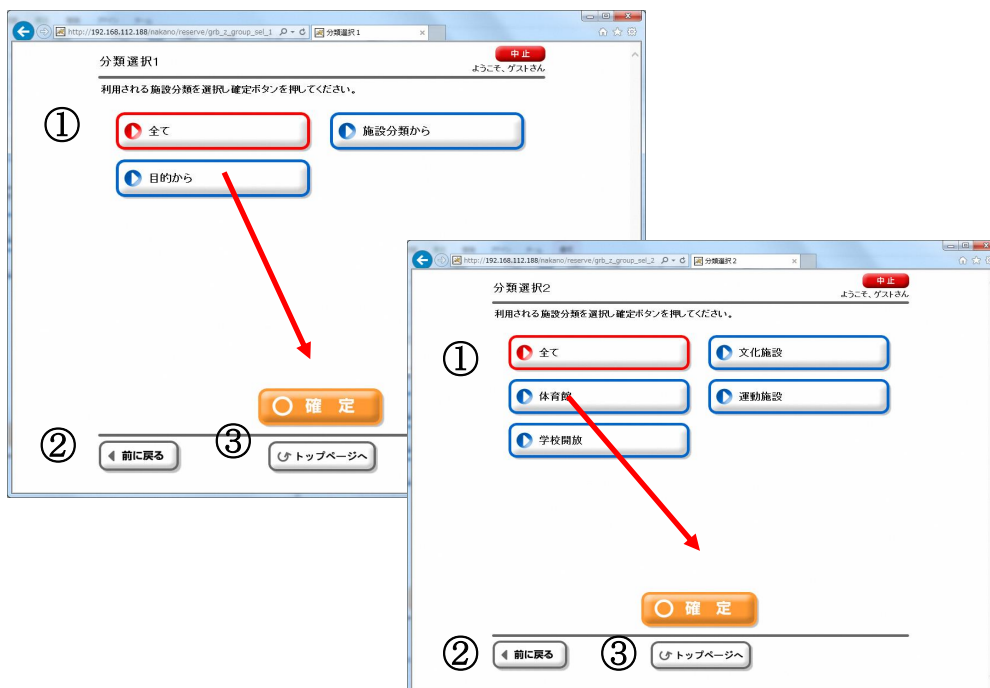 http://192.168.112.188/nakano/reserve/grb_z_group_sel_1
分類選択1
分類選択1
中止
ようこそ、ゲストさん
利用される施設分類を選択し確定ボタンを押してください。
①
全て
施設分類から
目的から
確 定
②
前に戻る
③
トップページへ
http://192.168.112.188/nakano/reserve/grb_z_group_sel_2
分類選択2
分類選択2
中止
ようこそ、ゲストさん
利用される施設分類を選択し確定ボタンを押してください。
①
全て
文化施設
体育館
運動施設
学校開放
確 定
②
前に戻る
③
トップページへ